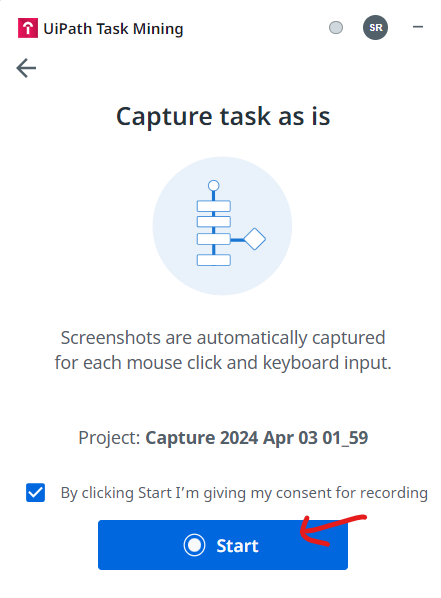 UiPath Task Mining
SR
Capture task as is
Screenshots are automatically captured
for each mouse click and keyboard input.
Project: Capture 2024 Apr 03 01_59
By clicking Start I'm giving my consent for recording
Start